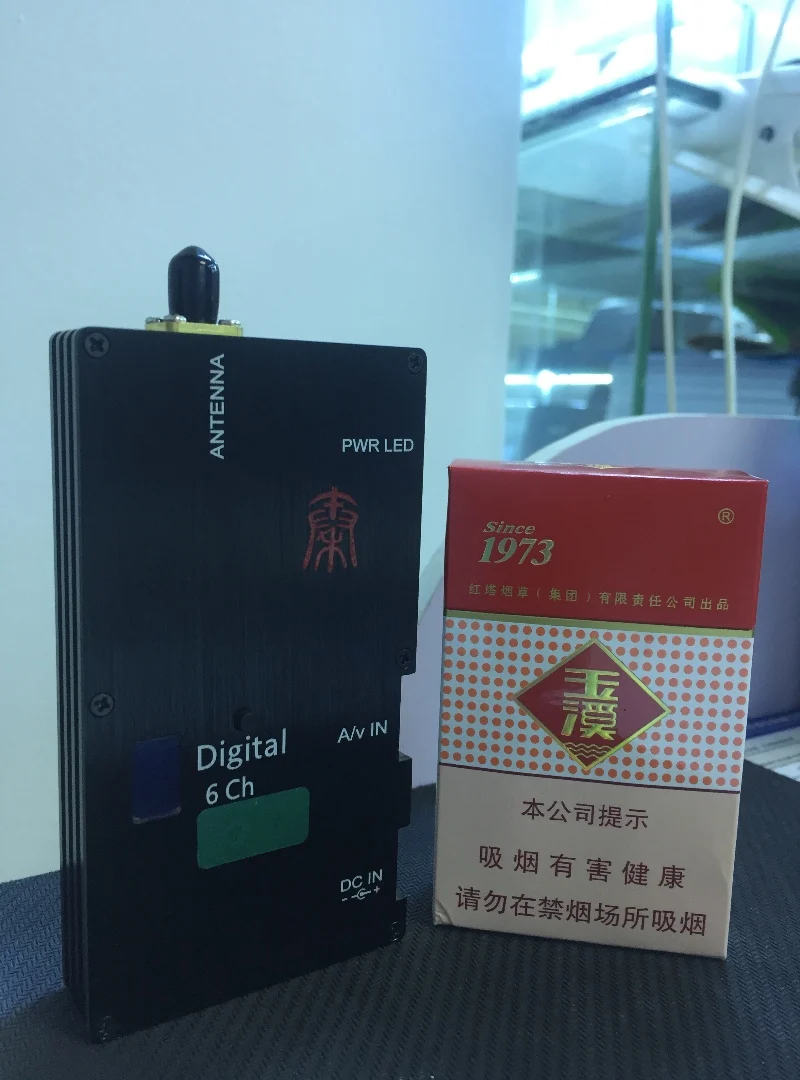 ANTENNA
PWR LED
秦
A/v IN
Digital
6 Ch
DC IN
- +
Since
1973
®
红塔烟草（集团）有限责任公司出品
玉
溪
本公司提示
吸烟有害健康
请勿在禁烟场所吸烟